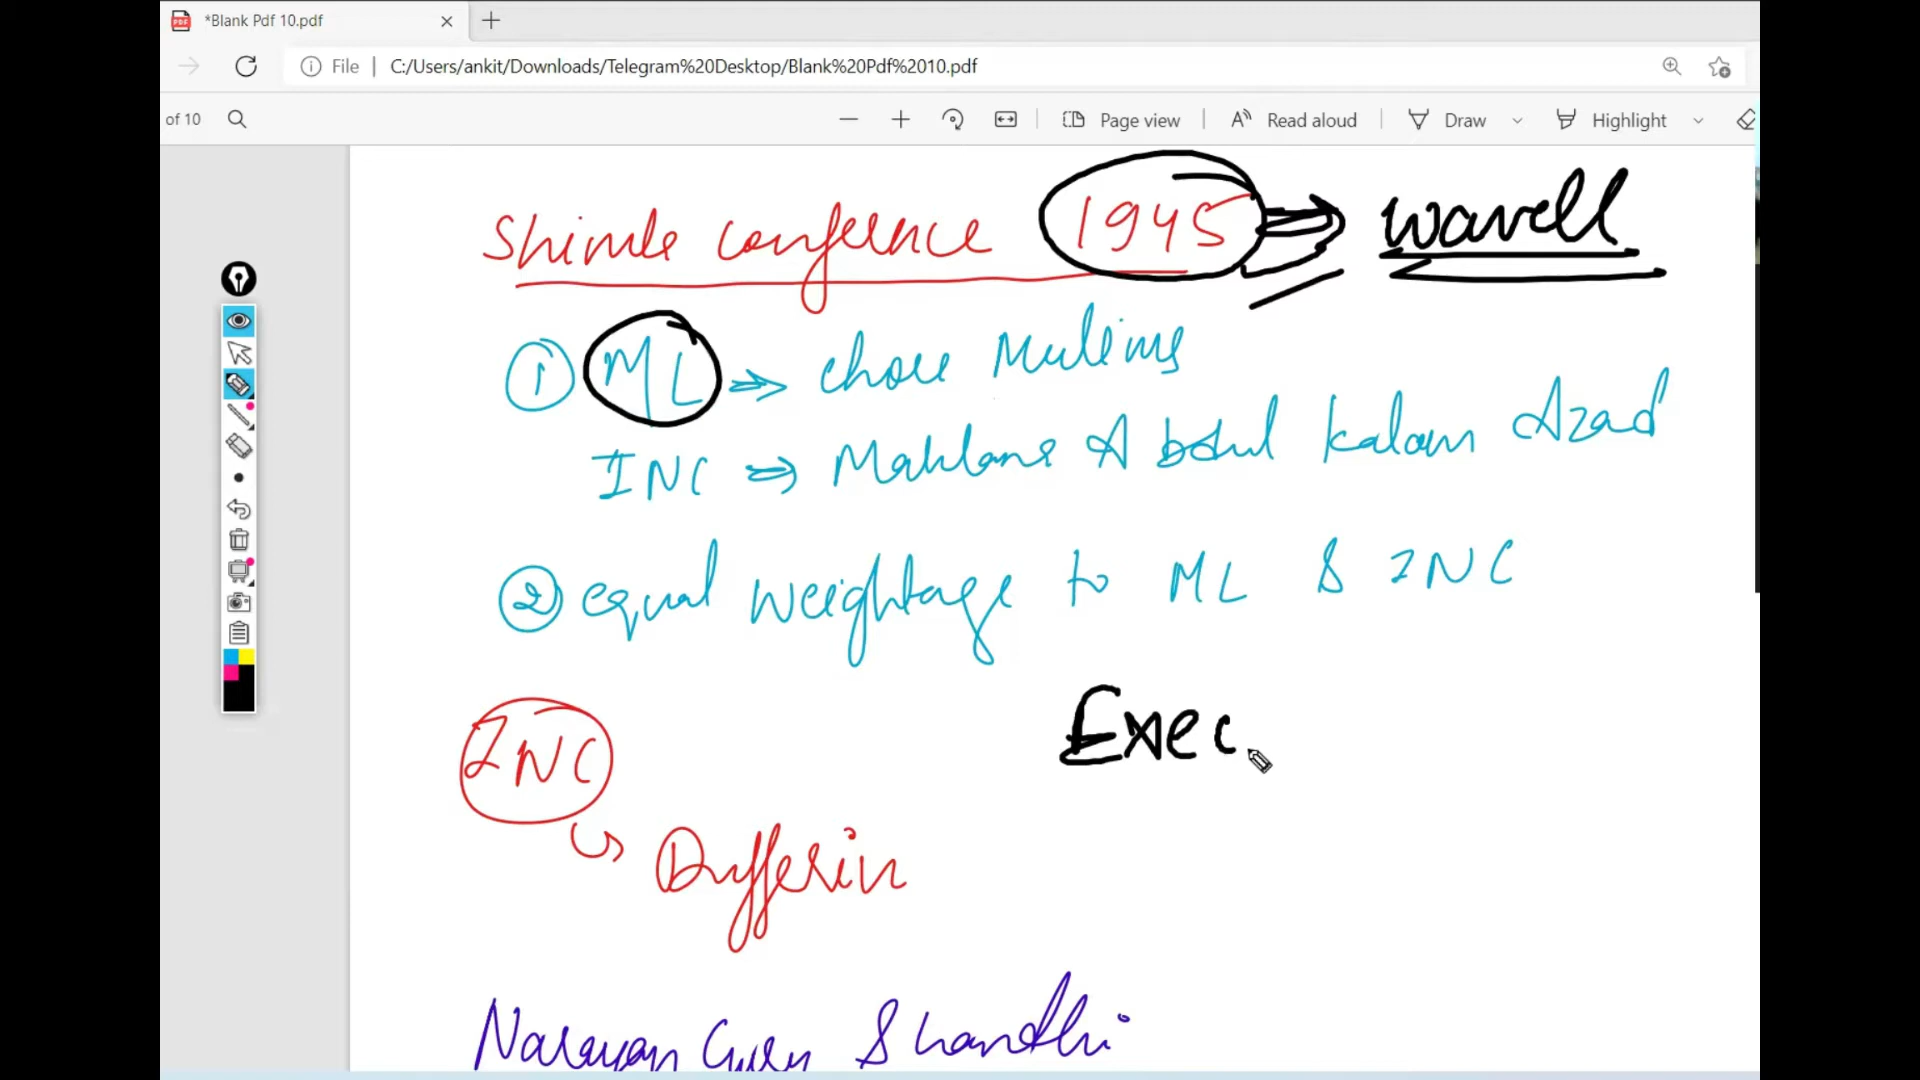 *Blank Pdf 10.pdf
File | C:/Users/ankit/Downloads/Telegram%20Desktop/Blank%20Pdf%2010.pdf
of 10 Page view Read aloud Draw Highlight
Shimla conference 1945 ⇒ wavell
① ML ⇒ chose Muslims
INC ⇒ Mahlana Abdul Kalam Azad
② equal weightage to ML & INC
INC Exec
↪ Dufferin
Narayan Guru Shandhi